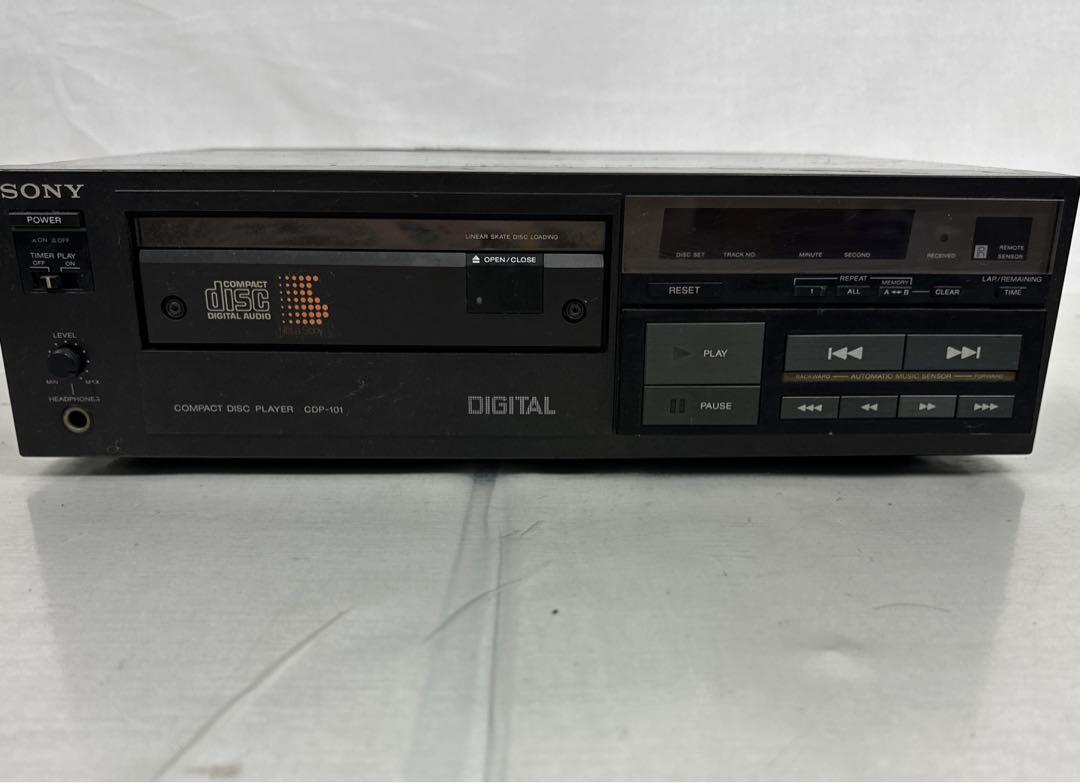 SONY
POWER
ON OFF
TIMER PLAY
OFF ON
LEVEL
MIN MAX
HEADPHONES
LINEAR SKATE DISC LOADING
OPEN/CLOSE
COMPACT
disc
DIGITAL AUDIO
COMPACT DISC PLAYER CDP-101
DIGITAL
DISC SET TRACK NO. MINUTE SECOND
RECEIVED
REMOTE
SENSOR
RESET
REPEAT
1 ALL
MEMORY
A↔B
CLEAR
LAP/REMAINING
TIME
PLAY
PAUSE
BACKWARD AUTOMATIC MUSIC SENSOR FORWARD